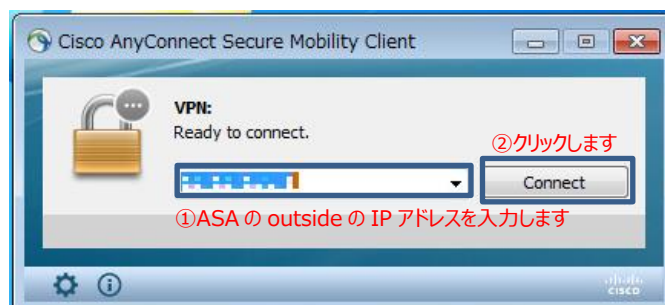 Cisco AnyConnect Secure Mobility Client
VPN:
Ready to connect.
②クリックします
Connect
①ASA の outside の IP アドレスを入力します
CISCO